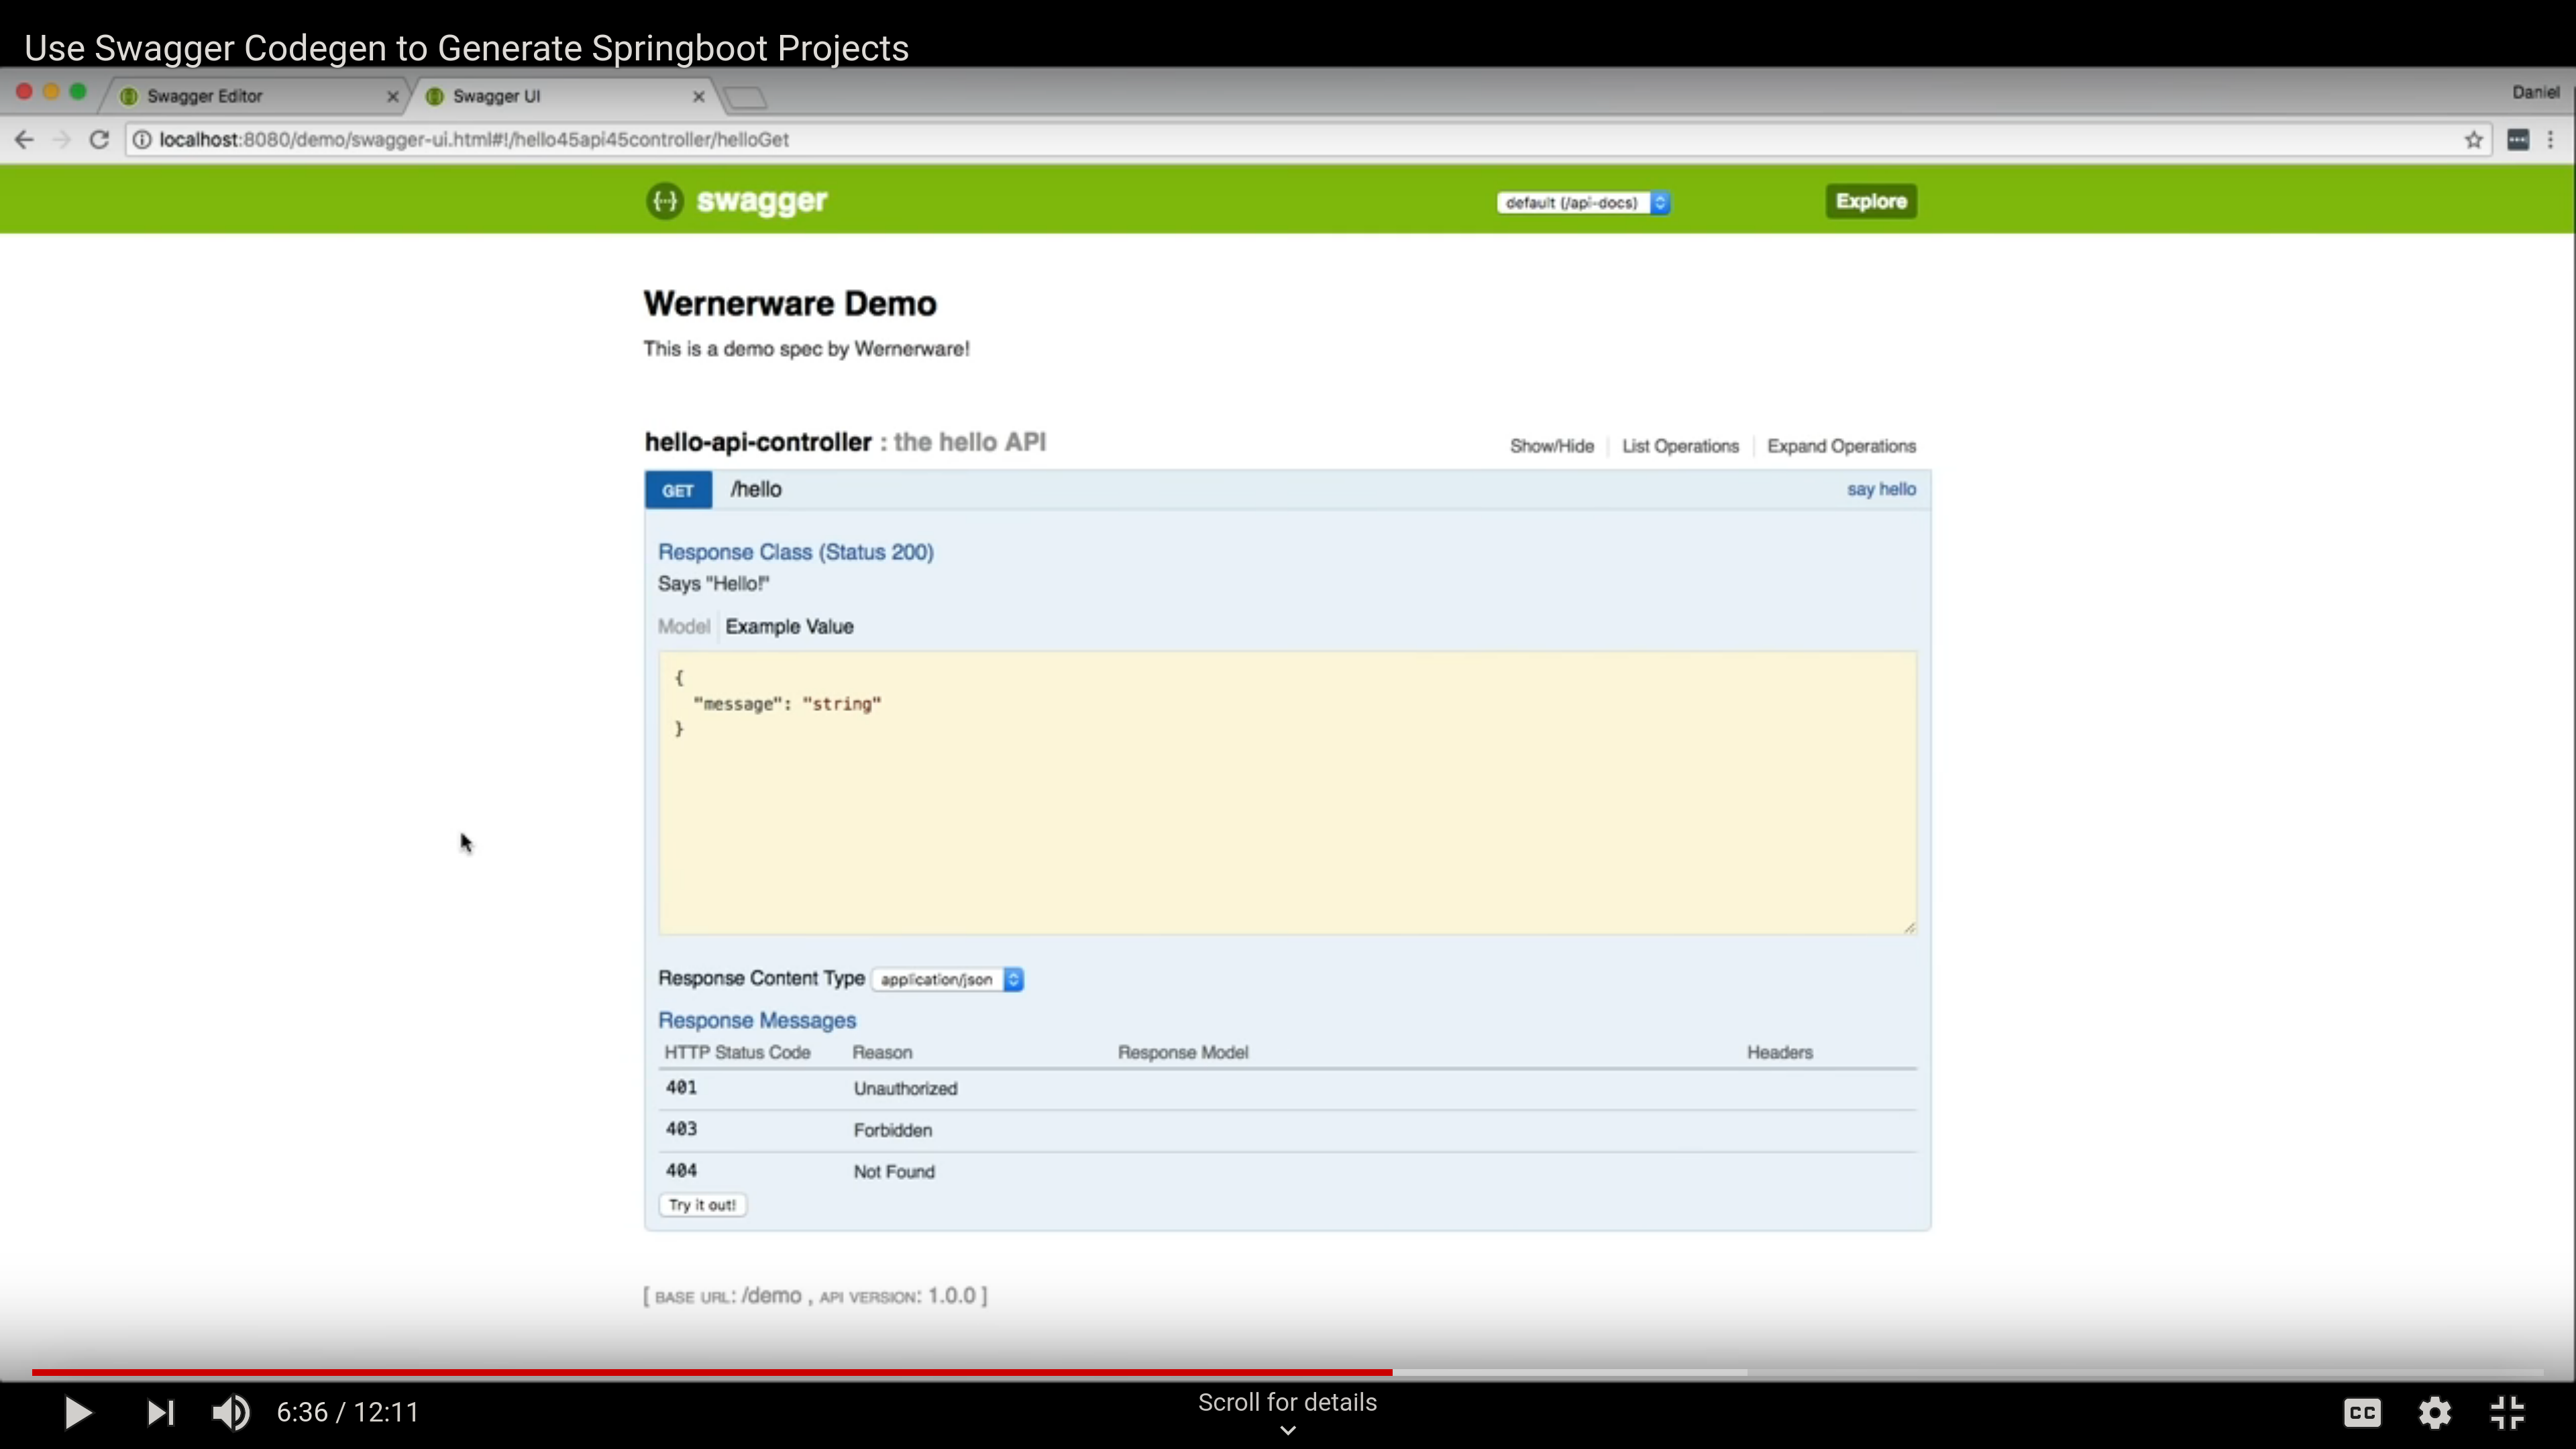 Use Swagger Codegen to Generate Springboot Projects
Swagger Editor
Swagger UI
Daniel
localhost:8080/demo/swagger-ui.html#!/hello45api45controller/helloGet
{···} swagger
default (/api-docs)
Explore
Wernerware Demo
This is a demo spec by Wernerware!
hello-api-controller : the hello API
Show/Hide
List Operations
Expand Operations
GET /hello
say hello
Response Class (Status 200)
Says "Hello!"
Model Example Value
{
"message": "string"
}
Response Content Type application/json
Response Messages
HTTP Status Code Reason Response Model Headers
401 Unauthorized
403 Forbidden
404 Not Found
Try it out!
[ BASE URL: /demo , API VERSION: 1.0.0 ]
6:36 / 12:11
Scroll for details
CC